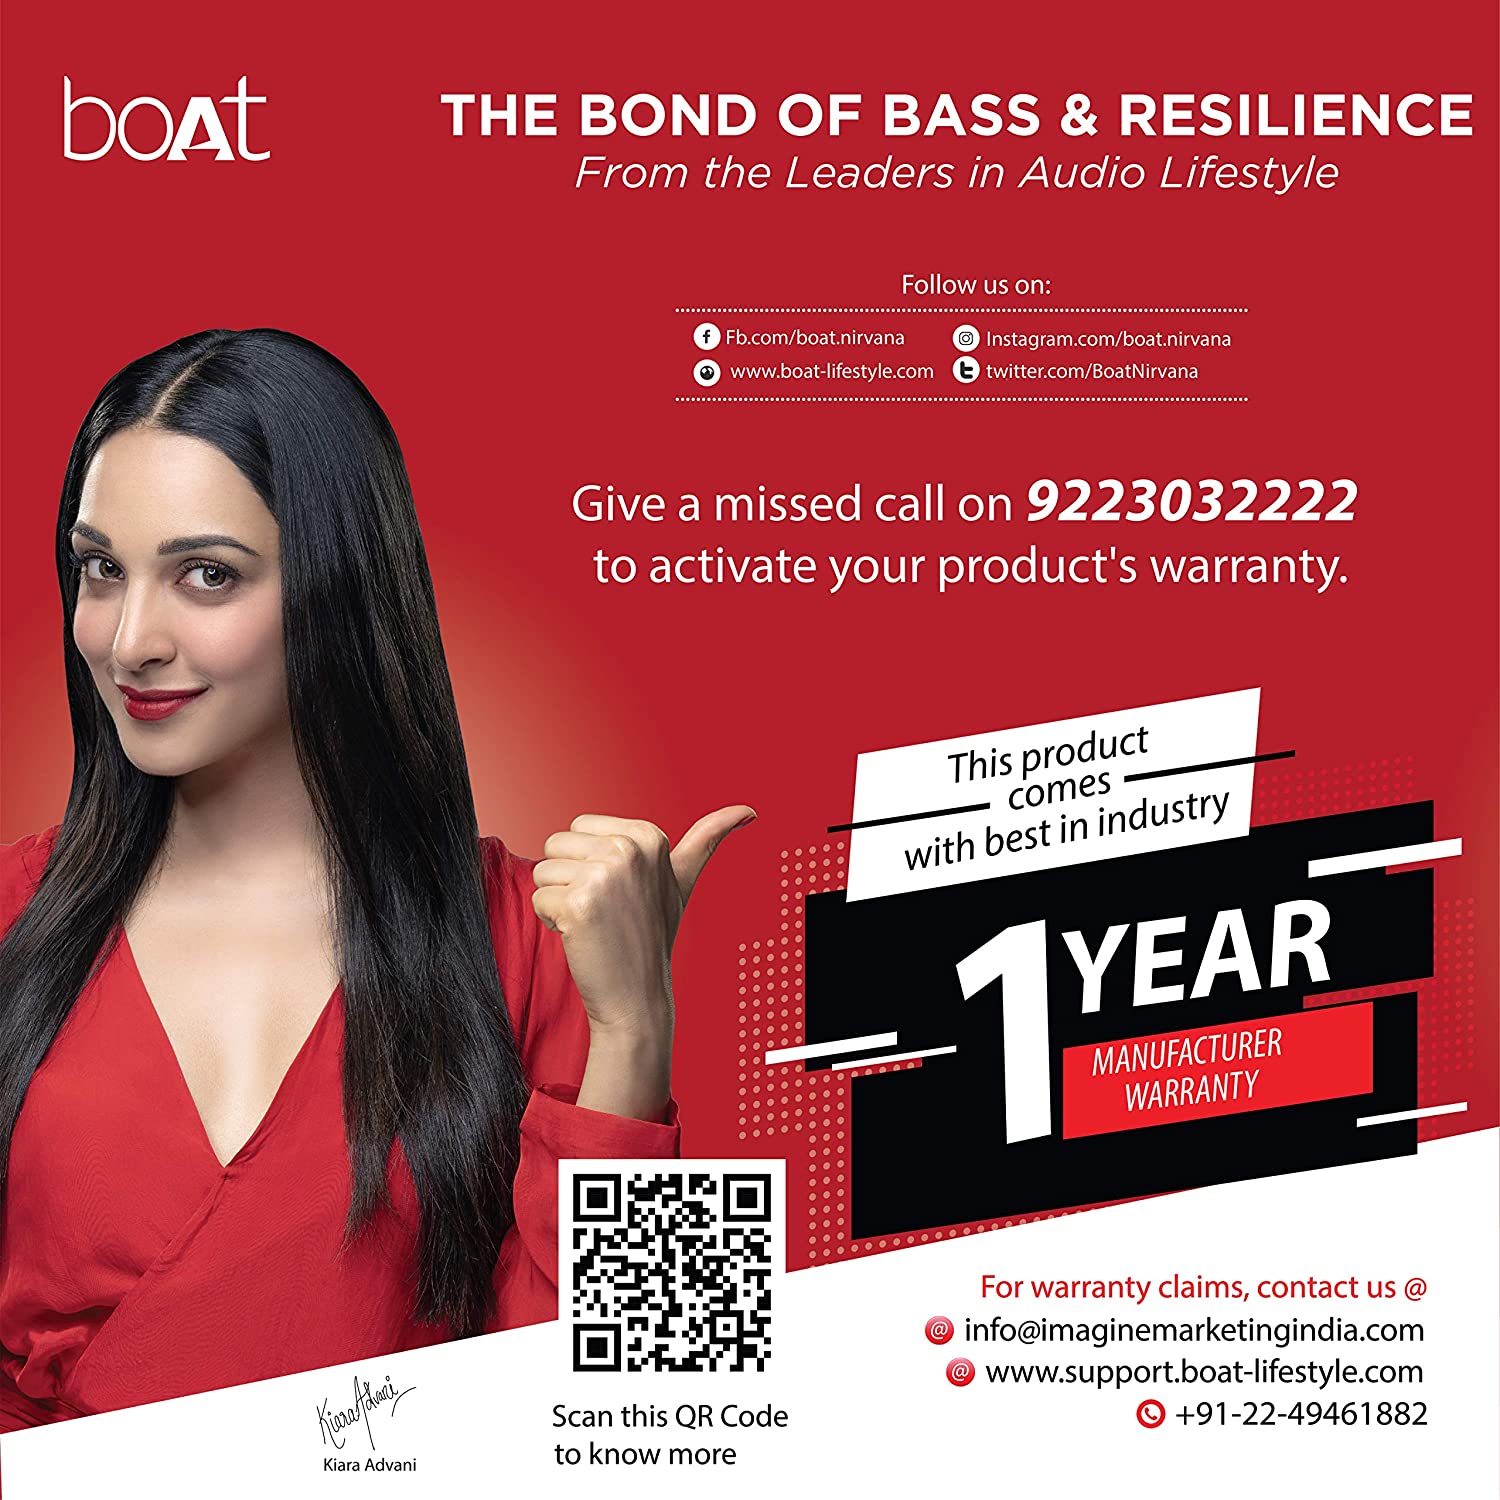 boAt
THE BOND OF BASS & RESILIENCE
From the Leaders in Audio Lifestyle
Follow us on:
Fb.com/boat.nirvana
Instagram.com/boat.nirvana
www.boat-lifestyle.com
twitter.com/BoatNirvana
Give a missed call on 9223032222
to activate your product's warranty.
This product
comes
with best in industry
1 YEAR
MANUFACTURER
WARRANTY
For warranty claims, contact us @
info@imaginemarketingindia.com
www.support.boat-lifestyle.com
+91-22-49461882
Scan this QR Code
to know more
Kiara Advani
Kiara Advani